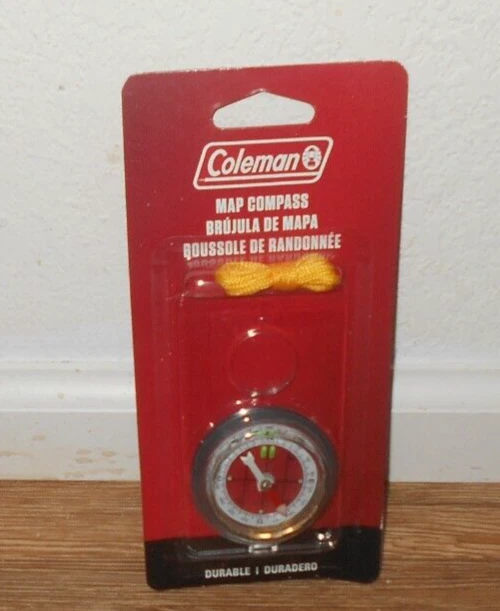 Coleman
MAP COMPASS
BRÚJULA DE MAPA
BOUSSOLE DE RANDONNÉE
DURABLE | DURADERO